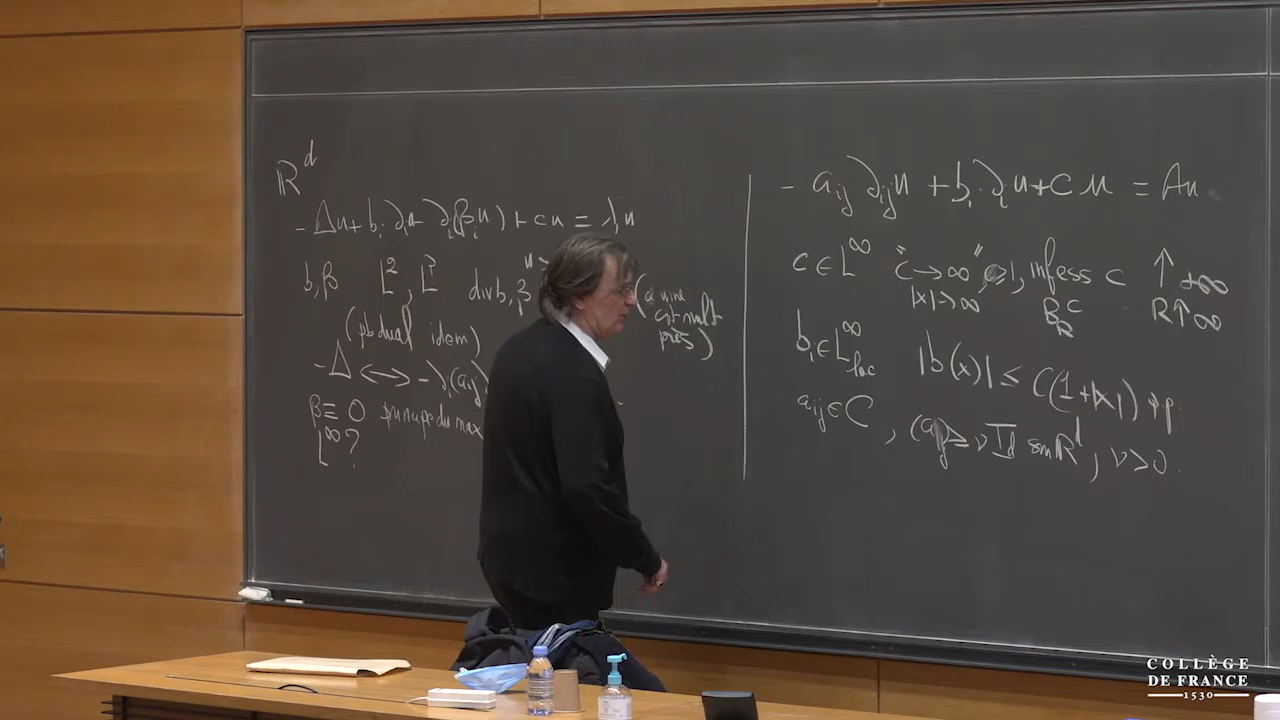 ℝ^d
- Δu + b_i ∂_i u - ∂_i(β_i u) + cu = λ_1 u
u >
b, β L^2, L^? div b, β
(à une
cst mult
près)
(pb dual idem)
-Δ ⟷ -∂_i(a_ij
β ≡ 0 principe du max
L^∞ ?
- a_ij ∂_ij u + b_i ∂_i u + c u = Au
c ∈ L^∞ "c → ∞" ≥ 1, inf ess c ↑ +∞
|x| → ∞ B_R^c R ↑ ∞
b_i ∈ L^∞_loc |b(x)| ≤ C(1+|x|) pp.
a_ij ∈ C, (a_ij) ≥ ν Id sur ℝ^d, ν > 0.
COLLÈGE
DE FRANCE
1530